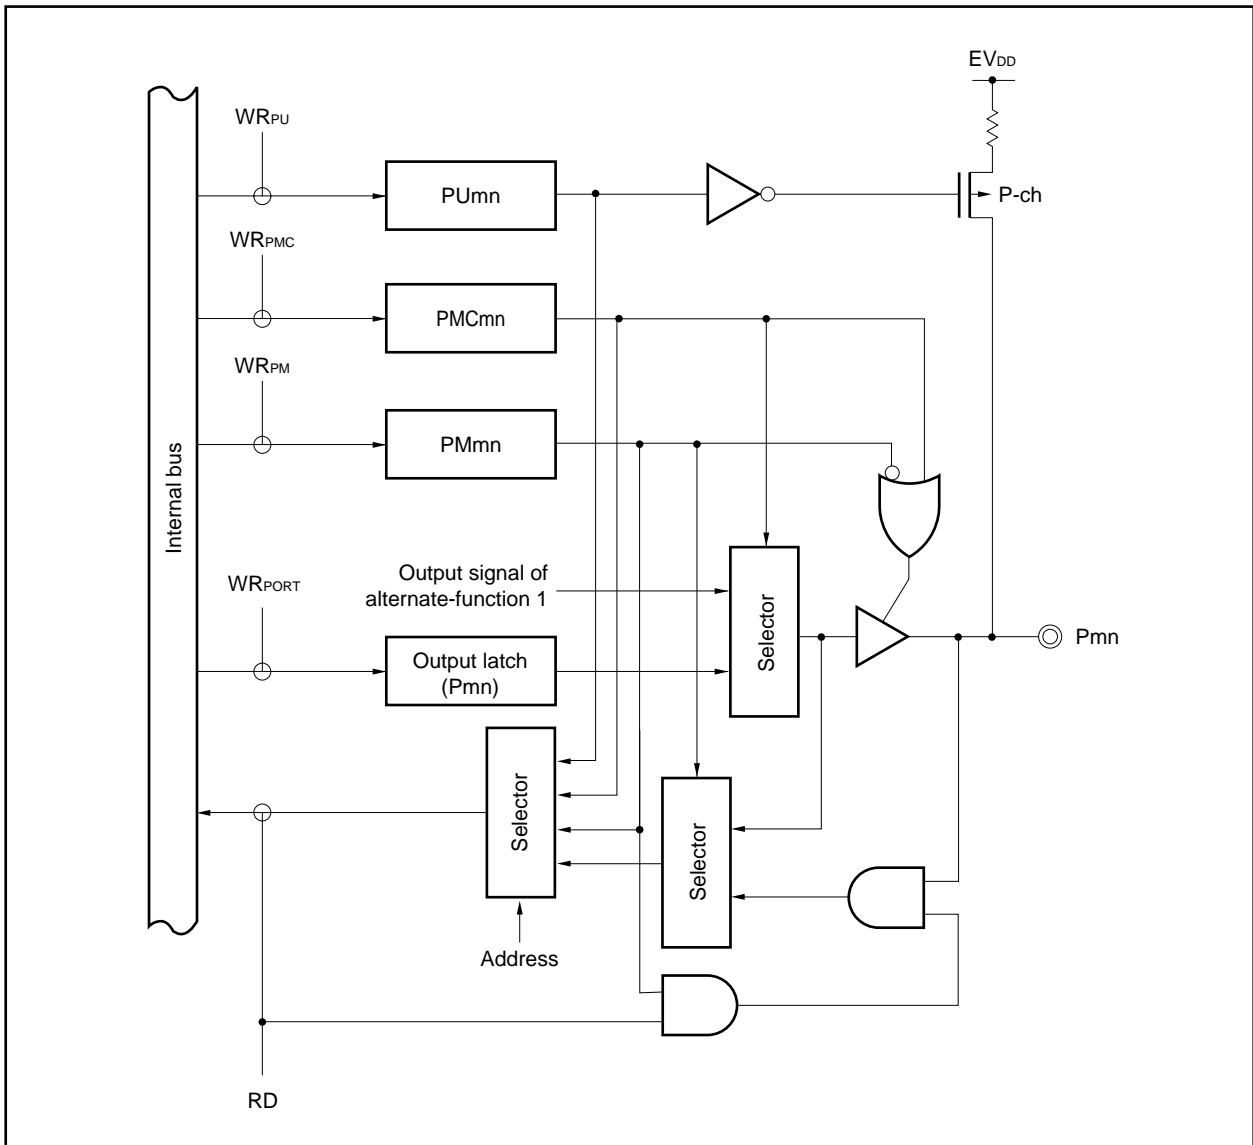 EVDD
WRPU
PUmn
P-ch
WRPMC
PMCmn
WRPM
PMmn
Internal bus
Output signal of
alternate-function 1
WRPORT
Selector
Pmn
Output latch
(Pmn)
Selector
Selector
Address
RD